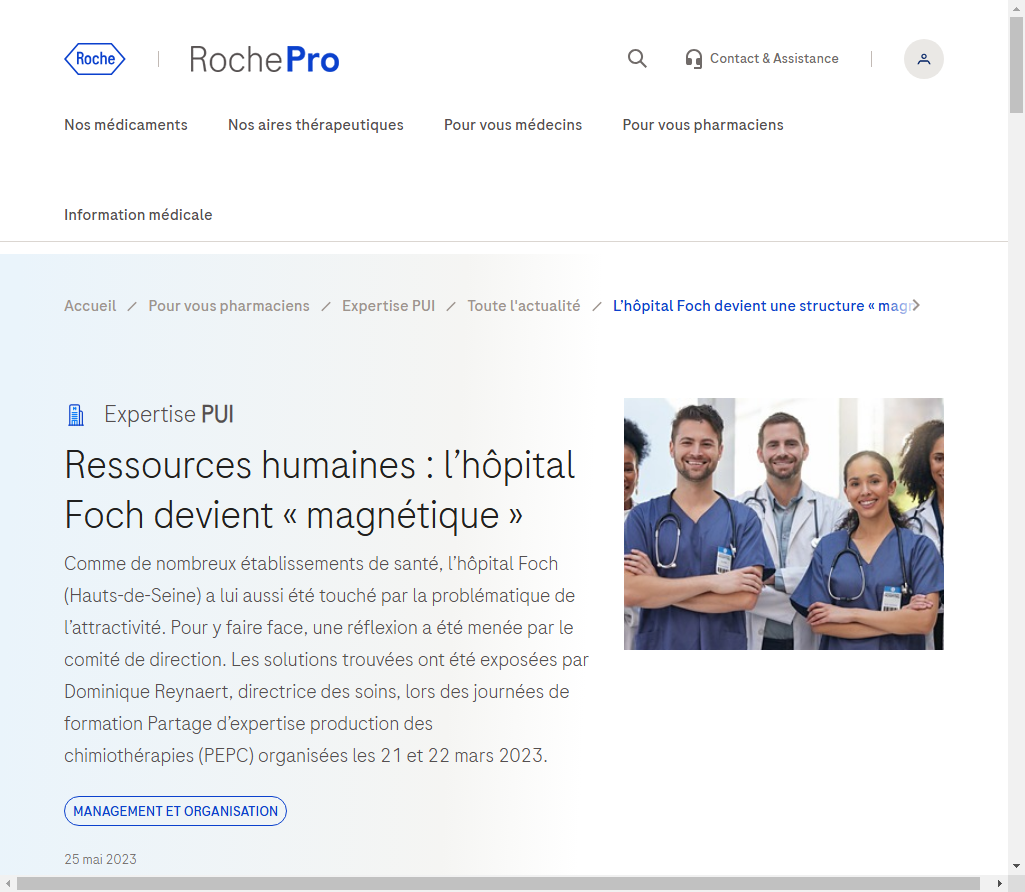 Roche
RochePro
Contact & Assistance
Nos médicaments
Nos aires thérapeutiques
Pour vous médecins
Pour vous pharmaciens
Information médicale
Accueil / Pour vous pharmaciens / Expertise PUI / Toute l'actualité / L’hôpital Foch devient une structure « magn
Expertise PUI
Ressources humaines : l’hôpital
Foch devient « magnétique »
Comme de nombreux établissements de santé, l’hôpital Foch
(Hauts-de-Seine) a lui aussi été touché par la problématique de
l’attractivité. Pour y faire face, une réflexion a été menée par le
comité de direction. Les solutions trouvées ont été exposées par
Dominique Reynaert, directrice des soins, lors des journées de
formation Partage d’expertise production des
chimiothérapies (PEPC) organisées les 21 et 22 mars 2023.
MANAGEMENT ET ORGANISATION
25 mai 2023